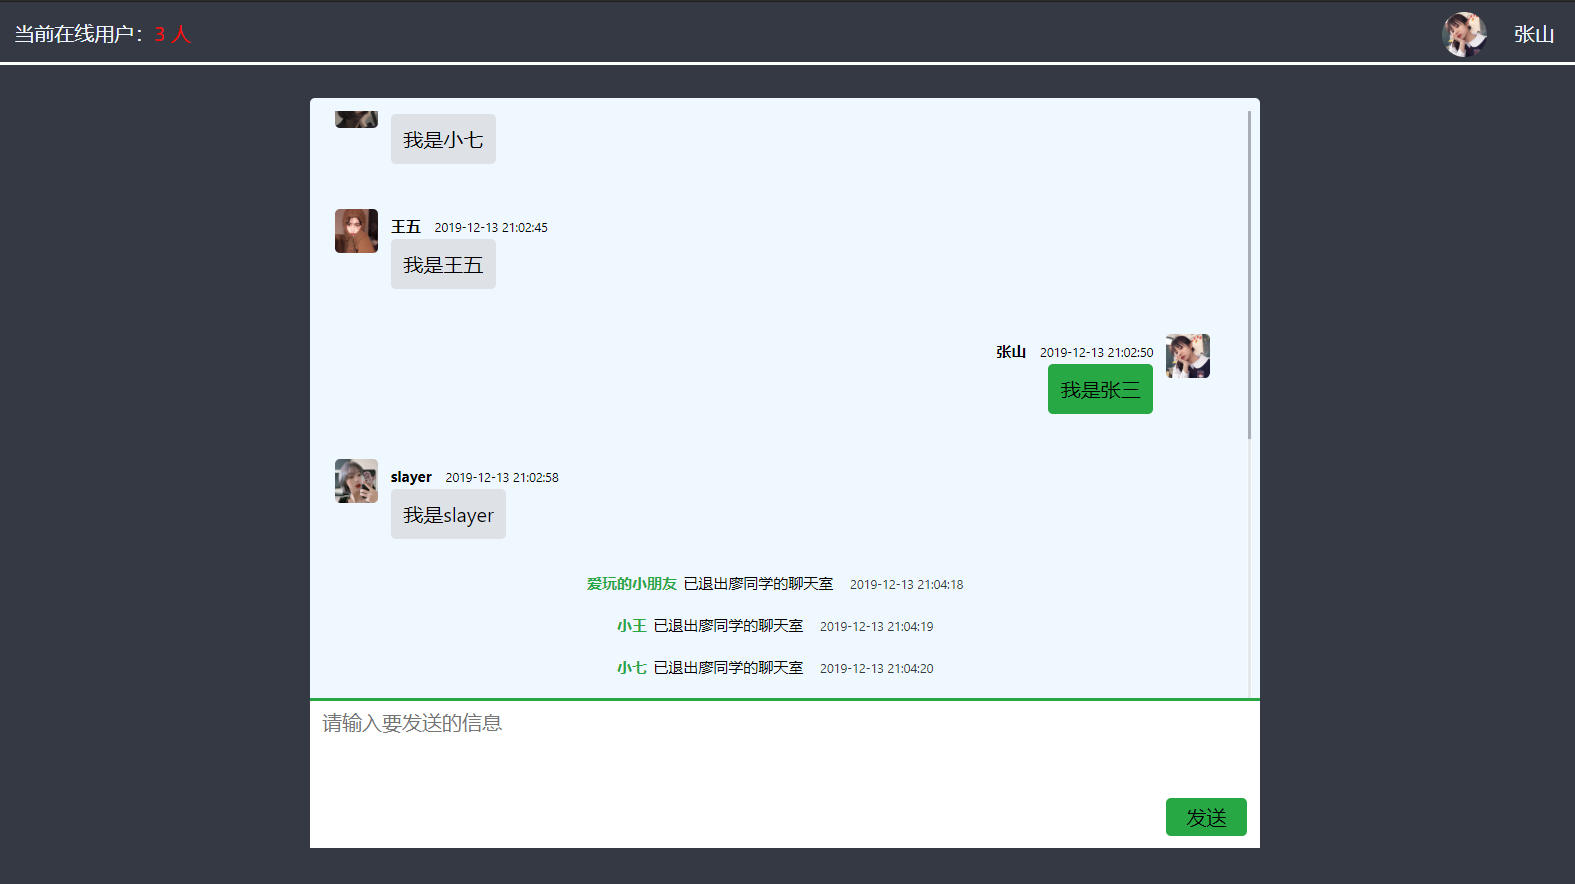 当前在线用户：3 人
张山
我是小七
王五 2019-12-13 21:02:45
我是王五
张山 2019-12-13 21:02:50
我是张三
slayer 2019-12-13 21:02:58
我是slayer
爱玩的小朋友 已退出廖同学的聊天室 2019-12-13 21:04:18
小王 已退出廖同学的聊天室 2019-12-13 21:04:19
小七 已退出廖同学的聊天室 2019-12-13 21:04:20
请输入要发送的信息
发送